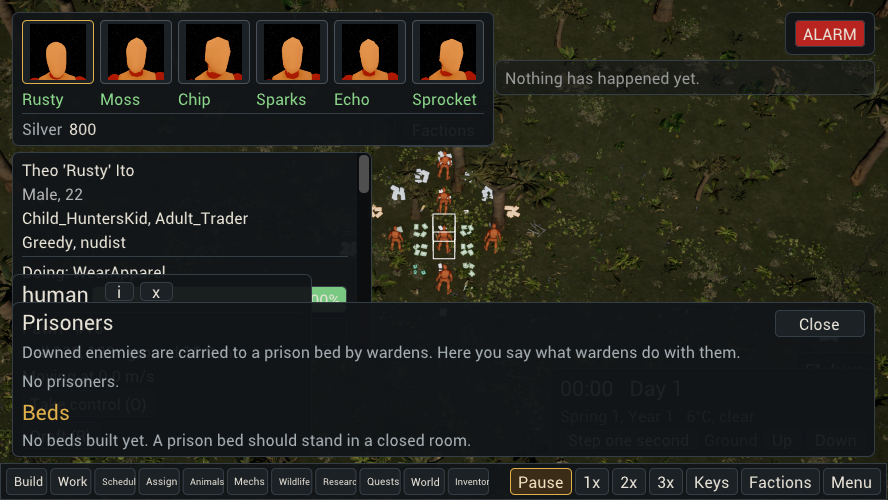 ALARM
Nothing has happened yet.
Rusty Moss Chip Sparks Echo Sprocket
Silver 800
Factions
Theo 'Rusty' Ito
Male, 22
Child_HuntersKid, Adult_Trader
Greedy, nudist
Doing: WearApparel
human i x
Prisoners
Close
Downed enemies are carried to a prison bed by wardens. Here you say what wardens do with them.
No prisoners.
Take control (O)
00:00 Day 1
Beds
Spring 1, Year 1 6°C, clear
No beds built yet. A prison bed should stand in a closed room.
Step one second Ground Up Down
Build Work Schedul Assign Animals Mechs Wildlife Researc Quests World Inventor Pause 1x 2x 3x Keys Factions Menu